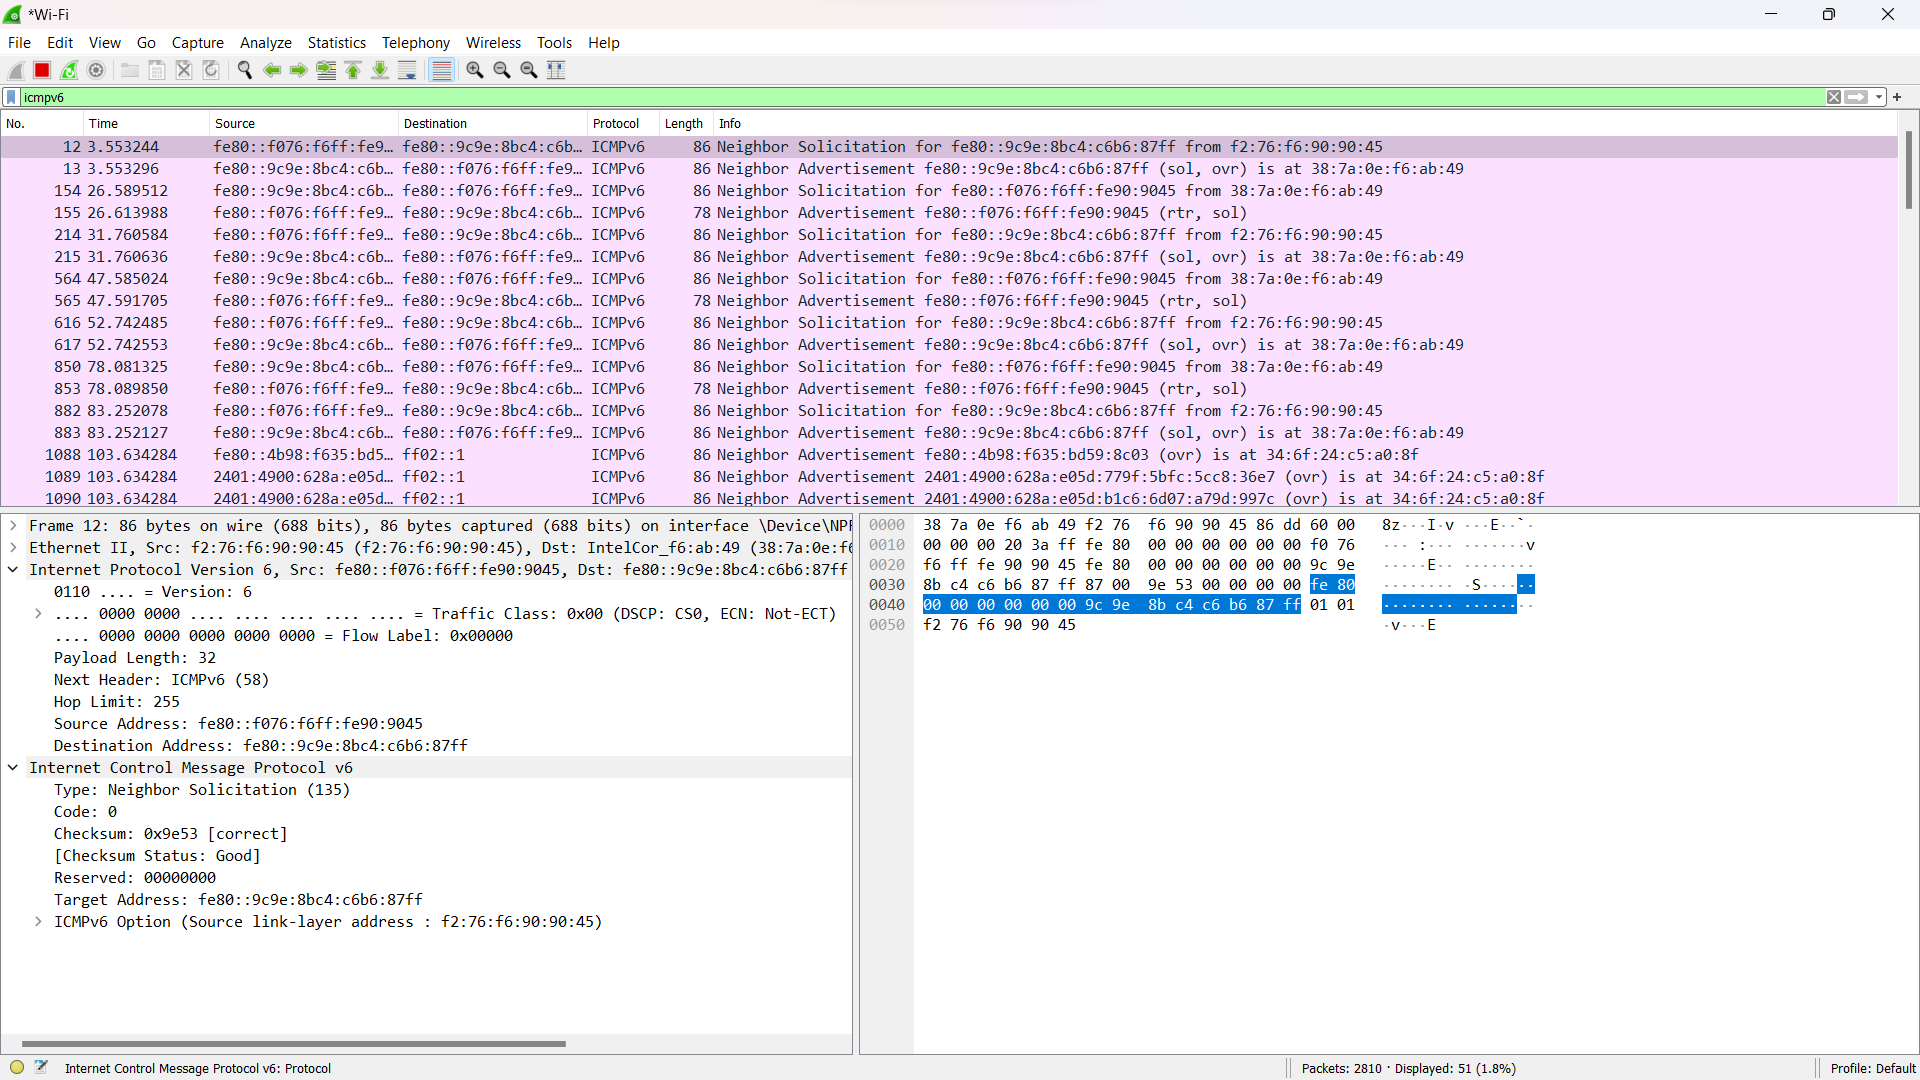 *Wi-Fi
File Edit View Go Capture Analyze Statistics Telephony Wireless Tools Help
icmpv6
No. Time Source Destination Protocol Length Info
12 3.553244 fe80::f076:f6ff:fe9… fe80::9c9e:8bc4:c6b… ICMPv6 86 Neighbor Solicitation for fe80::9c9e:8bc4:c6b6:87ff from f2:76:f6:90:90:45
13 3.553296 fe80::9c9e:8bc4:c6b… fe80::f076:f6ff:fe9… ICMPv6 86 Neighbor Advertisement fe80::9c9e:8bc4:c6b6:87ff (sol, ovr) is at 38:7a:0e:f6:ab:49
154 26.589512 fe80::9c9e:8bc4:c6b… fe80::f076:f6ff:fe9… ICMPv6 86 Neighbor Solicitation for fe80::f076:f6ff:fe90:9045 from 38:7a:0e:f6:ab:49
155 26.613988 fe80::f076:f6ff:fe9… fe80::9c9e:8bc4:c6b… ICMPv6 78 Neighbor Advertisement fe80::f076:f6ff:fe90:9045 (rtr, sol)
214 31.760584 fe80::f076:f6ff:fe9… fe80::9c9e:8bc4:c6b… ICMPv6 86 Neighbor Solicitation for fe80::9c9e:8bc4:c6b6:87ff from f2:76:f6:90:90:45
215 31.760636 fe80::9c9e:8bc4:c6b… fe80::f076:f6ff:fe9… ICMPv6 86 Neighbor Advertisement fe80::9c9e:8bc4:c6b6:87ff (sol, ovr) is at 38:7a:0e:f6:ab:49
564 47.585024 fe80::9c9e:8bc4:c6b… fe80::f076:f6ff:fe9… ICMPv6 86 Neighbor Solicitation for fe80::f076:f6ff:fe90:9045 from 38:7a:0e:f6:ab:49
565 47.591705 fe80::f076:f6ff:fe9… fe80::9c9e:8bc4:c6b… ICMPv6 78 Neighbor Advertisement fe80::f076:f6ff:fe90:9045 (rtr, sol)
616 52.742485 fe80::f076:f6ff:fe9… fe80::9c9e:8bc4:c6b… ICMPv6 86 Neighbor Solicitation for fe80::9c9e:8bc4:c6b6:87ff from f2:76:f6:90:90:45
617 52.742553 fe80::9c9e:8bc4:c6b… fe80::f076:f6ff:fe9… ICMPv6 86 Neighbor Advertisement fe80::9c9e:8bc4:c6b6:87ff (sol, ovr) is at 38:7a:0e:f6:ab:49
850 78.081325 fe80::9c9e:8bc4:c6b… fe80::f076:f6ff:fe9… ICMPv6 86 Neighbor Solicitation for fe80::f076:f6ff:fe90:9045 from 38:7a:0e:f6:ab:49
853 78.089850 fe80::f076:f6ff:fe9… fe80::9c9e:8bc4:c6b… ICMPv6 78 Neighbor Advertisement fe80::f076:f6ff:fe90:9045 (rtr, sol)
882 83.252078 fe80::f076:f6ff:fe9… fe80::9c9e:8bc4:c6b… ICMPv6 86 Neighbor Solicitation for fe80::9c9e:8bc4:c6b6:87ff from f2:76:f6:90:90:45
883 83.252127 fe80::9c9e:8bc4:c6b… fe80::f076:f6ff:fe9… ICMPv6 86 Neighbor Advertisement fe80::9c9e:8bc4:c6b6:87ff (sol, ovr) is at 38:7a:0e:f6:ab:49
1088 103.634284 fe80::4b98:f635:bd5… ff02::1 ICMPv6 86 Neighbor Advertisement fe80::4b98:f635:bd59:8c03 (ovr) is at 34:6f:24:c5:a0:8f
1089 103.634284 2401:4900:628a:e05d… ff02::1 ICMPv6 86 Neighbor Advertisement 2401:4900:628a:e05d:779f:5bfc:5cc8:36e7 (ovr) is at 34:6f:24:c5:a0:8f
1090 103.634284 2401:4900:628a:e05d… ff02::1 ICMPv6 86 Neighbor Advertisement 2401:4900:628a:e05d:b1c6:6d07:a79d:997c (ovr) is at 34:6f:24:c5:a0:8f
Frame 12: 86 bytes on wire (688 bits), 86 bytes captured (688 bits) on interface \Device\NPF
Ethernet II, Src: f2:76:f6:90:90:45 (f2:76:f6:90:90:45), Dst: IntelCor_f6:ab:49 (38:7a:0e:f6
Internet Protocol Version 6, Src: fe80::f076:f6ff:fe90:9045, Dst: fe80::9c9e:8bc4:c6b6:87ff
0110 .... = Version: 6
.... 0000 0000 .... .... .... .... .... = Traffic Class: 0x00 (DSCP: CS0, ECN: Not-ECT)
.... 0000 0000 0000 0000 0000 = Flow Label: 0x00000
Payload Length: 32
Next Header: ICMPv6 (58)
Hop Limit: 255
Source Address: fe80::f076:f6ff:fe90:9045
Destination Address: fe80::9c9e:8bc4:c6b6:87ff
Internet Control Message Protocol v6
Type: Neighbor Solicitation (135)
Code: 0
Checksum: 0x9e53 [correct]
[Checksum Status: Good]
Reserved: 00000000
Target Address: fe80::9c9e:8bc4:c6b6:87ff
ICMPv6 Option (Source link-layer address : f2:76:f6:90:90:45)
0000 38 7a 0e f6 ab 49 f2 76 f6 90 90 45 86 dd 60 00 8z···I·v ···E··`·
0010 00 00 00 20 3a ff fe 80 00 00 00 00 00 00 f0 76 ··· :··· ·······v
0020 f6 ff fe 90 90 45 fe 80 00 00 00 00 00 00 9c 9e ·····E·· ········
0030 8b c4 c6 b6 87 ff 87 00 9e 53 00 00 00 00 fe 80 ········ ·S······
0040 00 00 00 00 00 00 9c 9e 8b c4 c6 b6 87 ff 01 01 ········ ········
0050 f2 76 f6 90 90 45 ·v···E
Internet Control Message Protocol v6: Protocol
Packets: 2810 · Displayed: 51 (1.8%)
Profile: Default